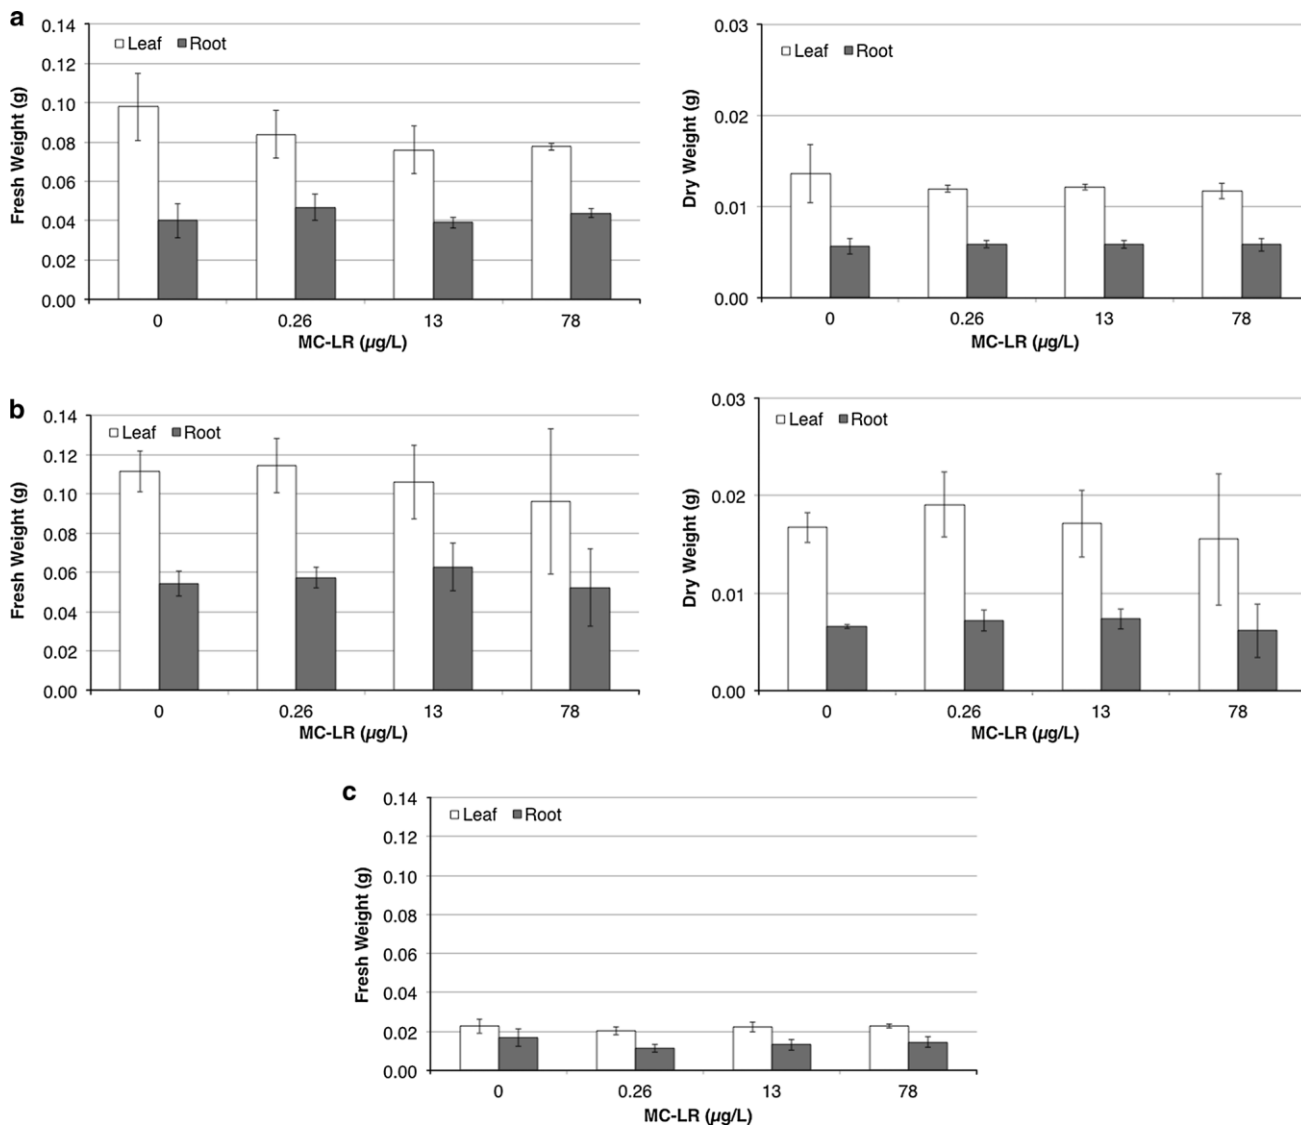 a
0.14
0.12
0.10
0.08
0.06
0.04
0.02
0.00
Fresh Weight (g)
Leaf Root
0 0.26 13 78
MC-LR (µg/L)
0.03
0.02
0.01
0.00
Dry Weight (g)
Leaf Root
0 0.26 13 78
MC-LR (µg/L)
b
0.14
0.12
0.10
0.08
0.06
0.04
0.02
0.00
Fresh Weight (g)
Leaf Root
0 0.26 13 78
MC-LR (µg/L)
0.03
0.02
0.01
0.00
Dry Weight (g)
Leaf Root
0 0.26 13 78
MC-LR (µg/L)
c
0.14
0.12
0.10
0.08
0.06
0.04
0.02
0.00
Fresh Weight (g)
Leaf Root
0 0.26 13 78
MC-LR (µg/L)